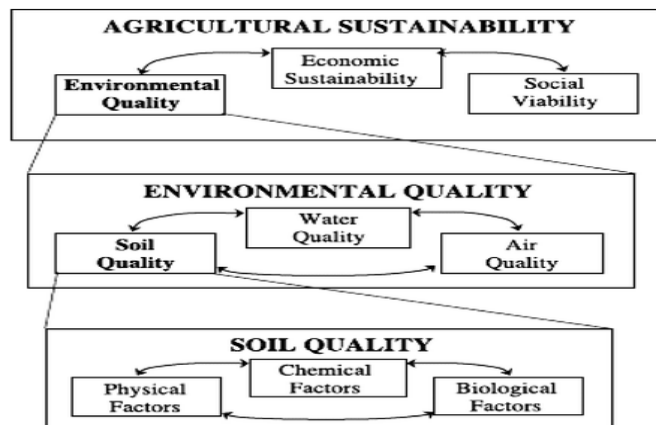 AGRICULTURAL SUSTAINABILITY
Economic
Sustainability
Environmental
Quality
Social
Viability
ENVIRONMENTAL QUALITY
Water
Quality
Soil
Quality
Air
Quality
SOIL QUALITY
Chemical
Factors
Physical
Factors
Biological
Factors